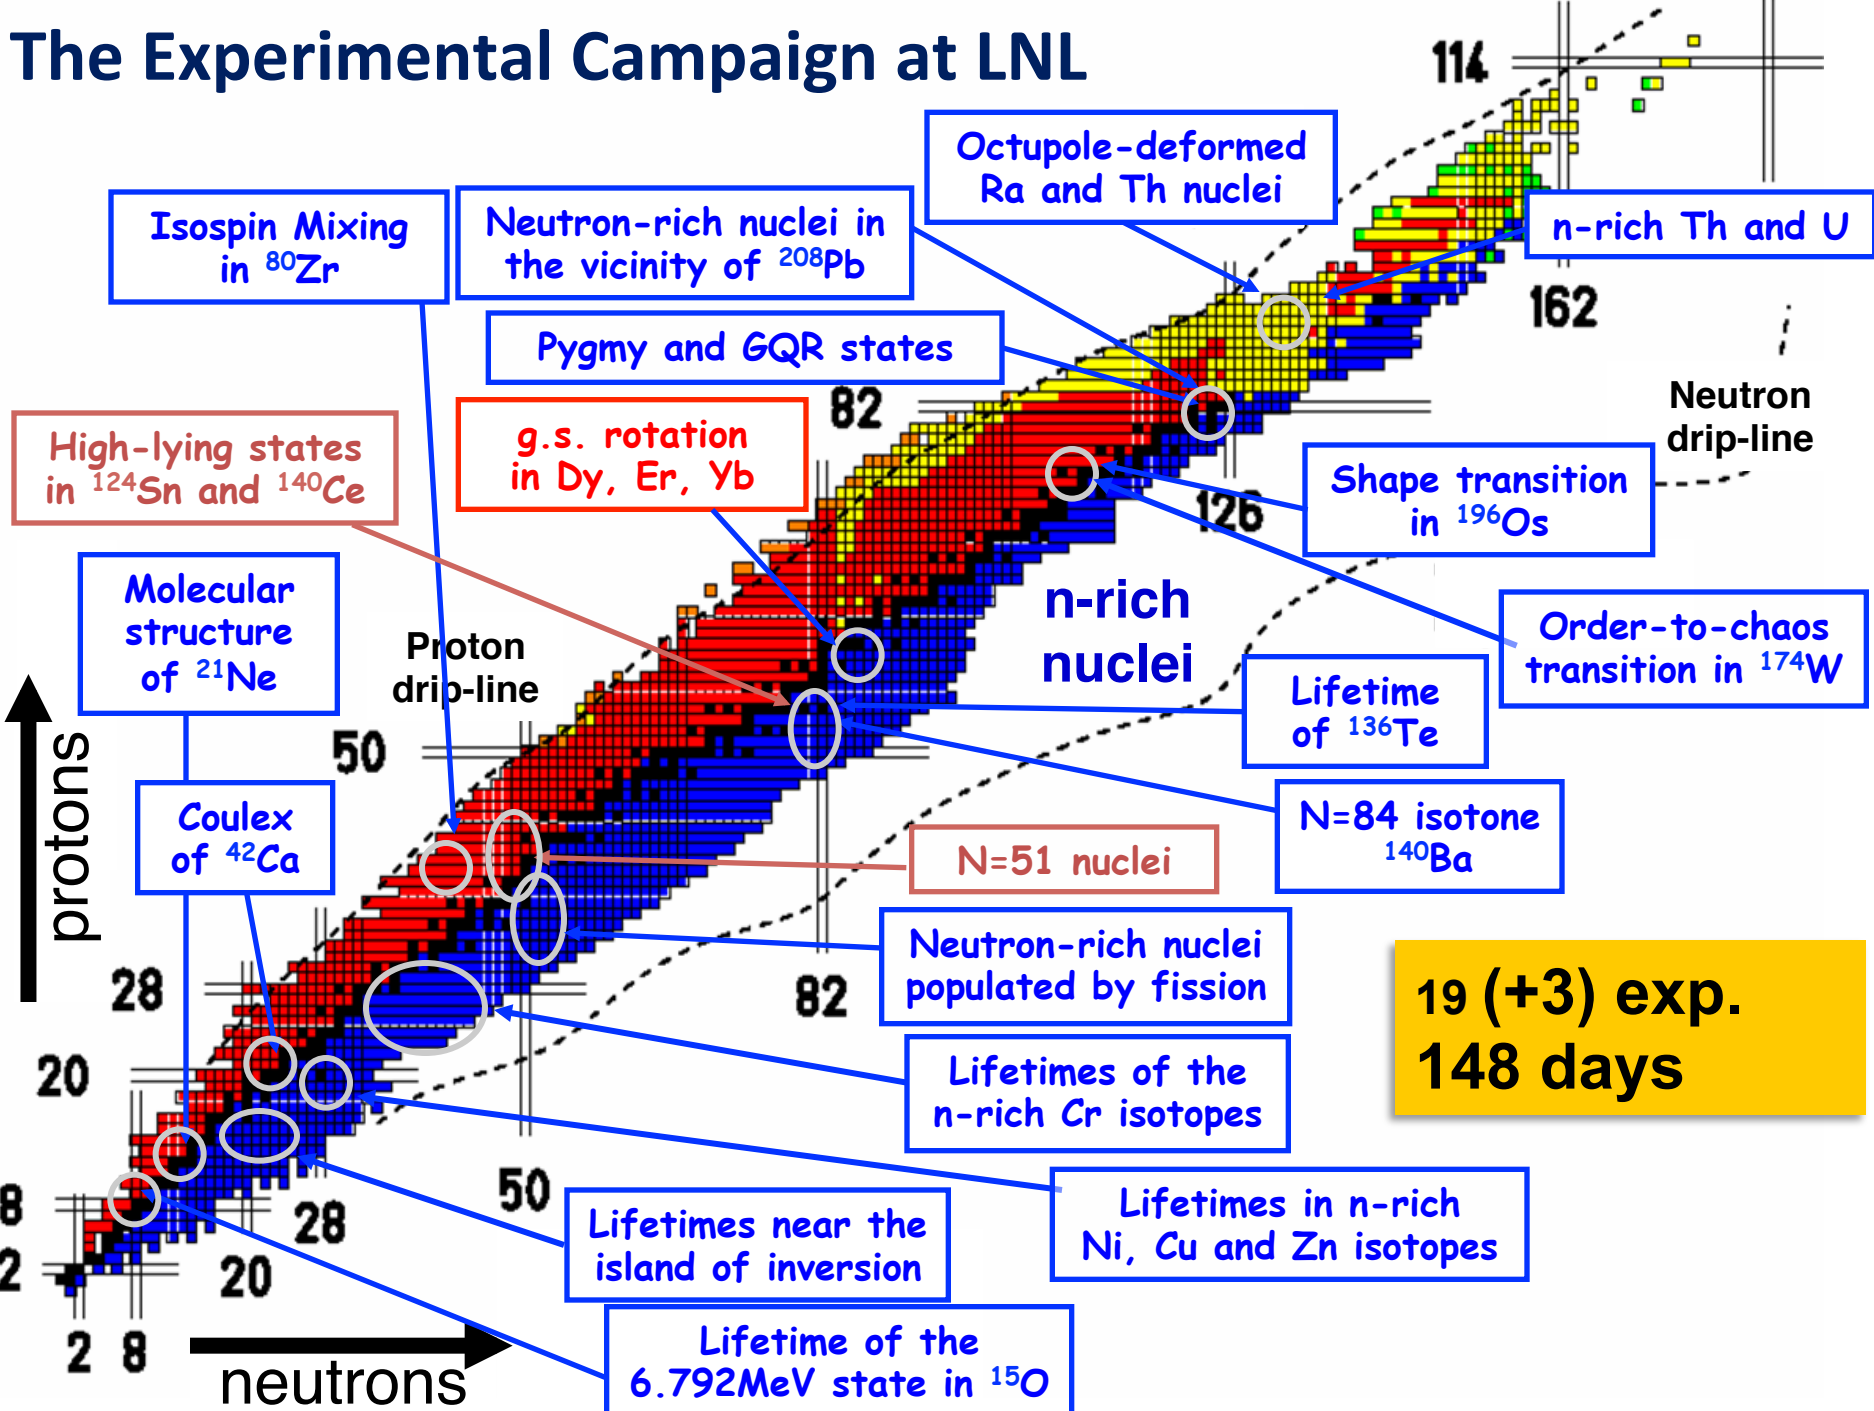 The Experimental Campaign at LNL
114
Octupole-deformed
Ra and Th nuclei
Isospin Mixing
in ⁸⁰Zr
Neutron-rich nuclei in
the vicinity of ²⁰⁸Pb
n-rich Th and U
162
Pygmy and GQR states
82
Neutron
drip-line
High-lying states
in ¹²⁴Sn and ¹⁴⁰Ce
g.s. rotation
in Dy, Er, Yb
Shape transition
in ¹⁹⁶Os
126
Molecular
structure
of ²¹Ne
Proton
drip-line
n-rich
nuclei
Order-to-chaos
transition in ¹⁷⁴W
Lifetime
of ¹³⁶Te
50
protons
Coulex
of ⁴²Ca
N=84 isotone
¹⁴⁰Ba
N=51 nuclei
Neutron-rich nuclei
populated by fission
28
82
19 (+3) exp.
148 days
20
Lifetimes of the
n-rich Cr isotopes
8
50
28
Lifetimes near the
island of inversion
Lifetimes in n-rich
Ni, Cu and Zn isotopes
2
20
2
8
neutrons
Lifetime of the
6.792MeV state in ¹⁵O